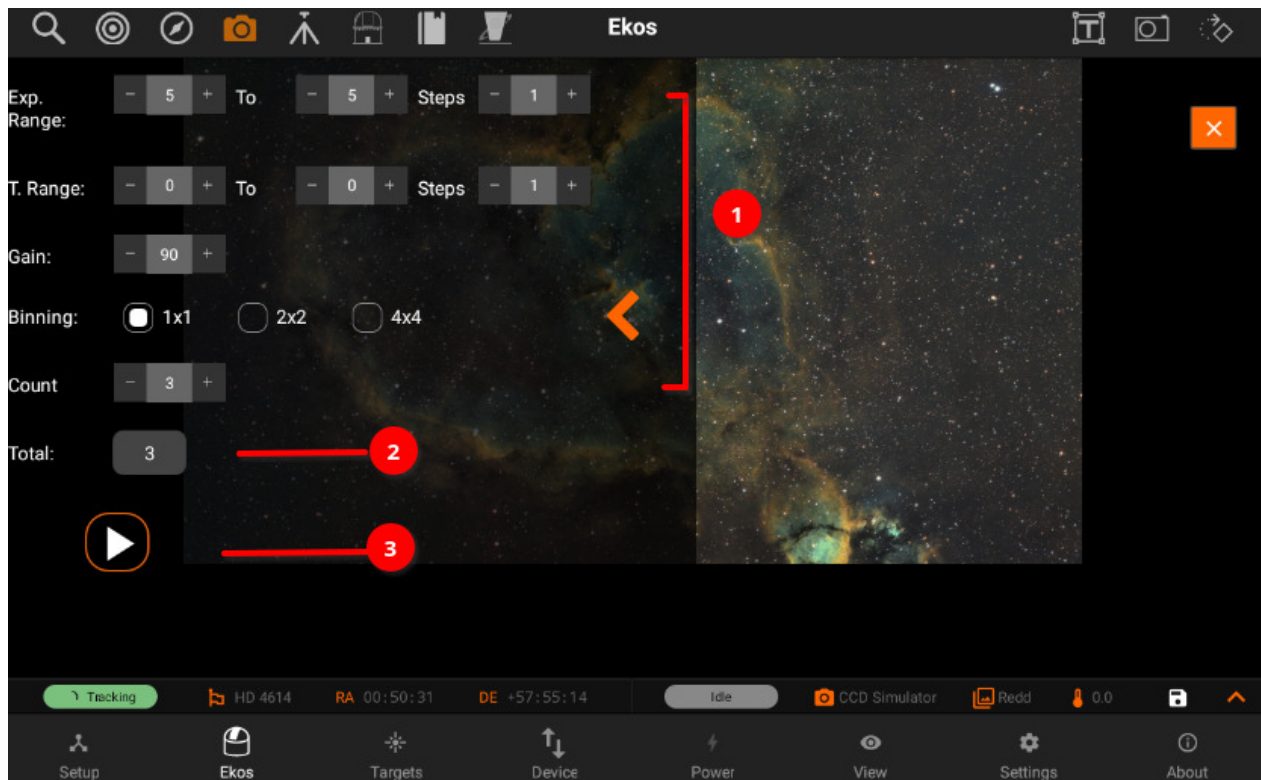 Ekos
Exp. Range: - 5 + To - 5 + Steps - 1 +
T. Range: - 0 + To - 0 + Steps - 1 +
1
Gain: - 90 +
Binning: 1x1 2x2 4x4
Count - 3 +
Total: 3
2
3
Tracking HD 4614 RA 00:50:31 DE +57:55:14 Idle CCD Simulator Redd 0.0
Setup Ekos Targets Device Power View Settings About